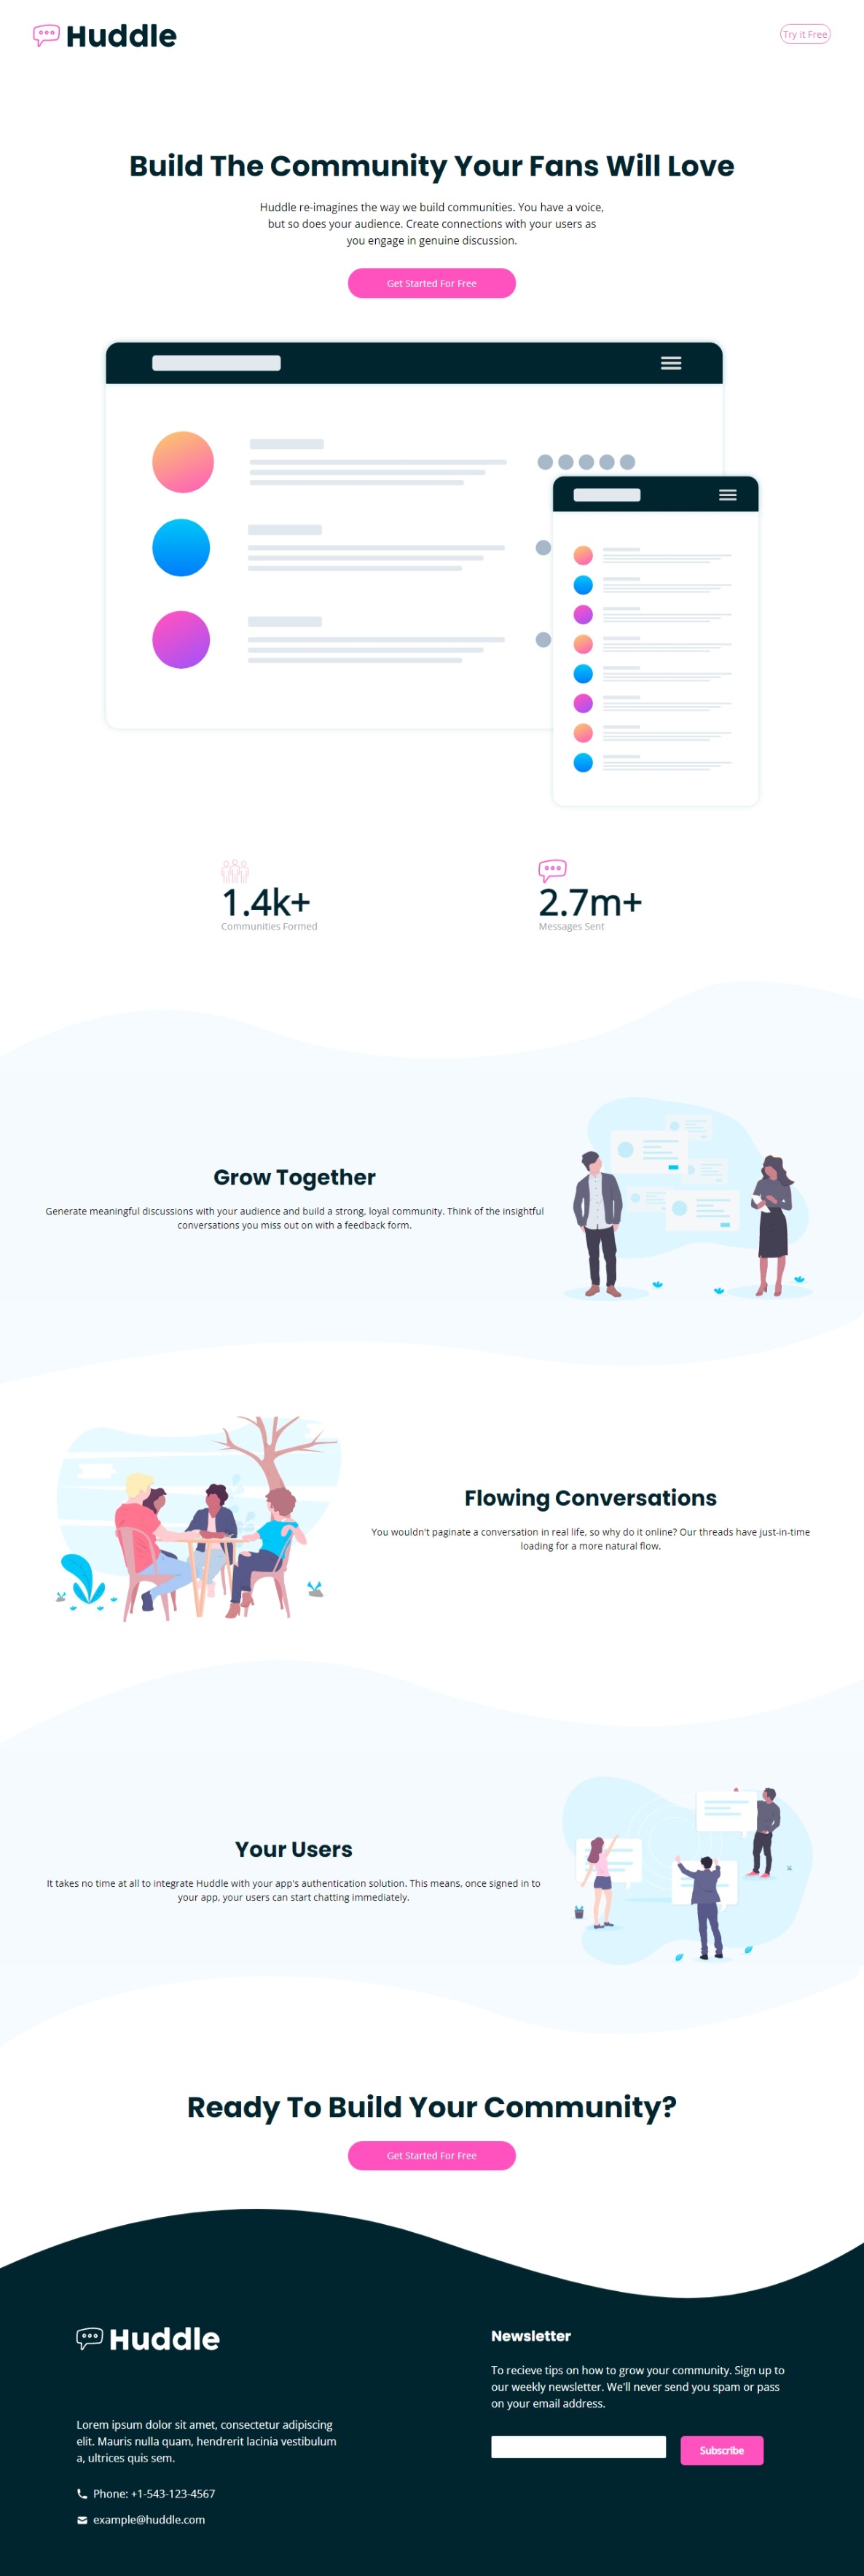 Huddle
Try it Free
Build The Community Your Fans Will Love
Huddle re-imagines the way we build communities. You have a voice,
but so does your audience. Create connections with your users as
you engage in genuine discussion.
Get Started For Free
1.4k+
Communities Formed
2.7m+
Messages Sent
Grow Together
Generate meaningful discussions with your audience and build a strong, loyal community. Think of the insightful
conversations you miss out on with a feedback form.
Flowing Conversations
You wouldn't paginate a conversation in real life, so why do it online? Our threads have just-in-time
loading for a more natural flow.
Your Users
It takes no time at all to integrate Huddle with your app's authentication solution. This means, once signed in to
your app, your users can start chatting immediately.
Ready To Build Your Community?
Get Started For Free
Huddle
Lorem ipsum dolor sit amet, consectetur adipiscing
elit. Mauris nulla quam, hendrerit lacinia vestibulum
a, ultrices quis sem.
Phone: +1-543-123-4567
example@huddle.com
Newsletter
To recieve tips on how to grow your community. Sign up to
our weekly newsletter. We'll never send you spam or pass
on your email address.
Subscribe